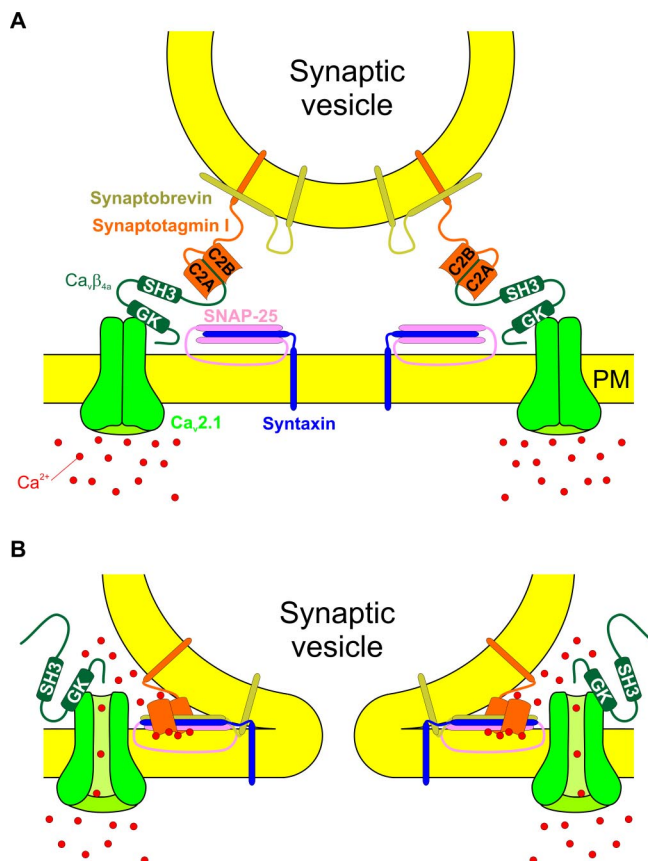 A
Synaptic
vesicle
Synaptobrevin
Synaptotagmin I
C2B
C2A
C2B
C2A
Caᵥβ₄ₐ
SH3
SH3
GK
GK
SNAP-25
PM
Caᵥ2.1
Syntaxin
Ca²⁺
B
Synaptic
vesicle
SH3
GK
GK
SH3